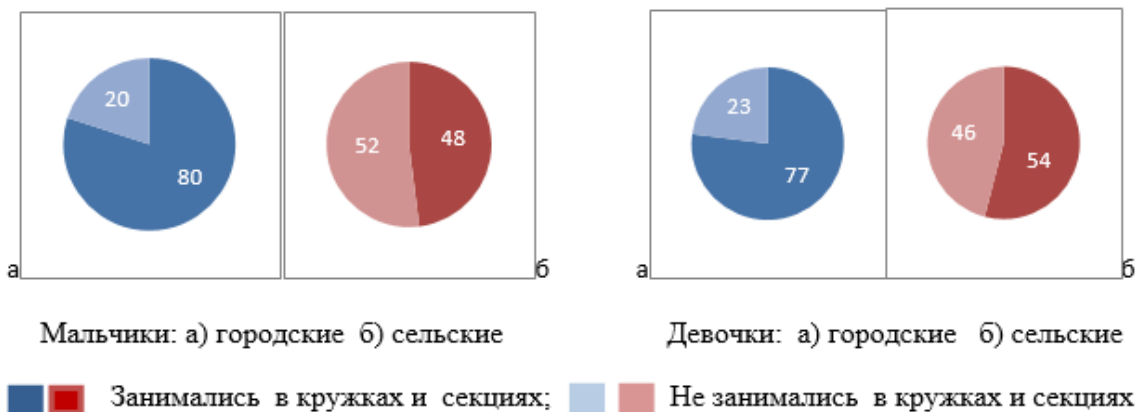 20
80
52
48
23
77
46
54
а
б
а
б
Мальчики: а) городские б) сельские
Девочки: а) городские б) сельские
Занимались в кружках и секциях;
Не занимались в кружках и секциях